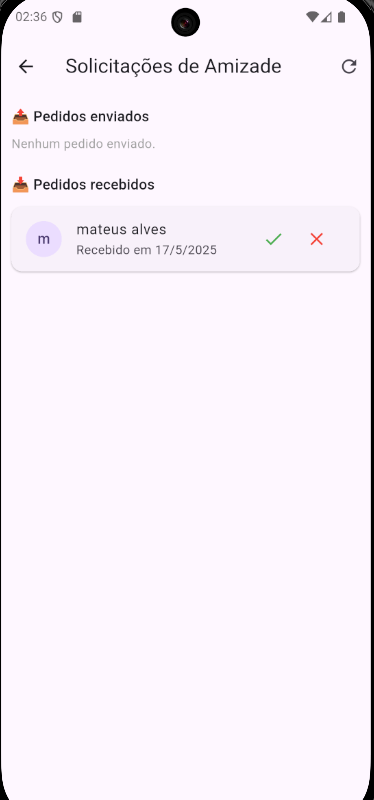 02:36
Solicitações de Amizade
📤 Pedidos enviados
Nenhum pedido enviado.
📥 Pedidos recebidos
m
mateus alves
Recebido em 17/5/2025